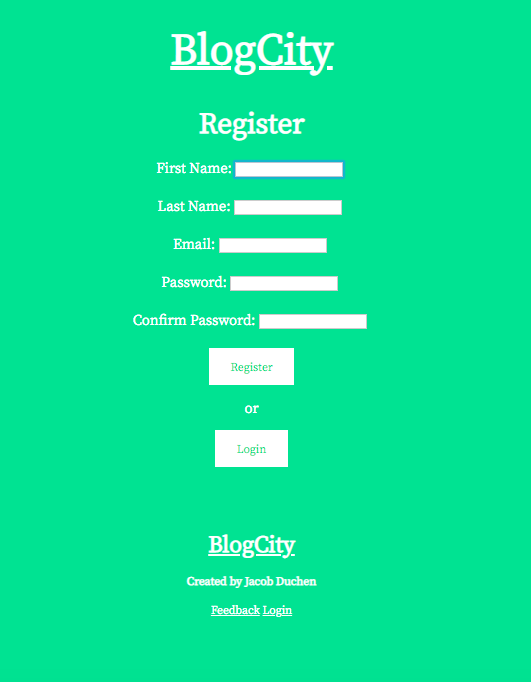 BlogCity
Register
First Name:
Last Name:
Email:
Password:
Confirm Password:
Register
or
Login
BlogCity
Created by Jacob Duchen
Feedback Login